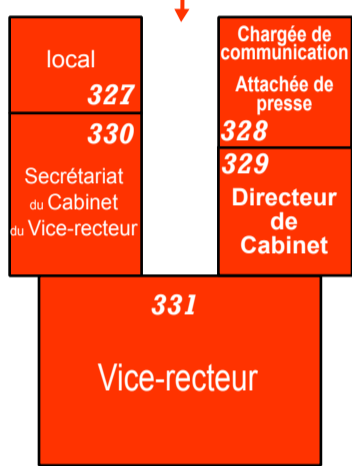 local
327
330
Secrétariat
du Cabinet
du Vice-recteur
Chargée de
communication
Attachée de
presse
328
329
Directeur
de
Cabinet
331
Vice-recteur